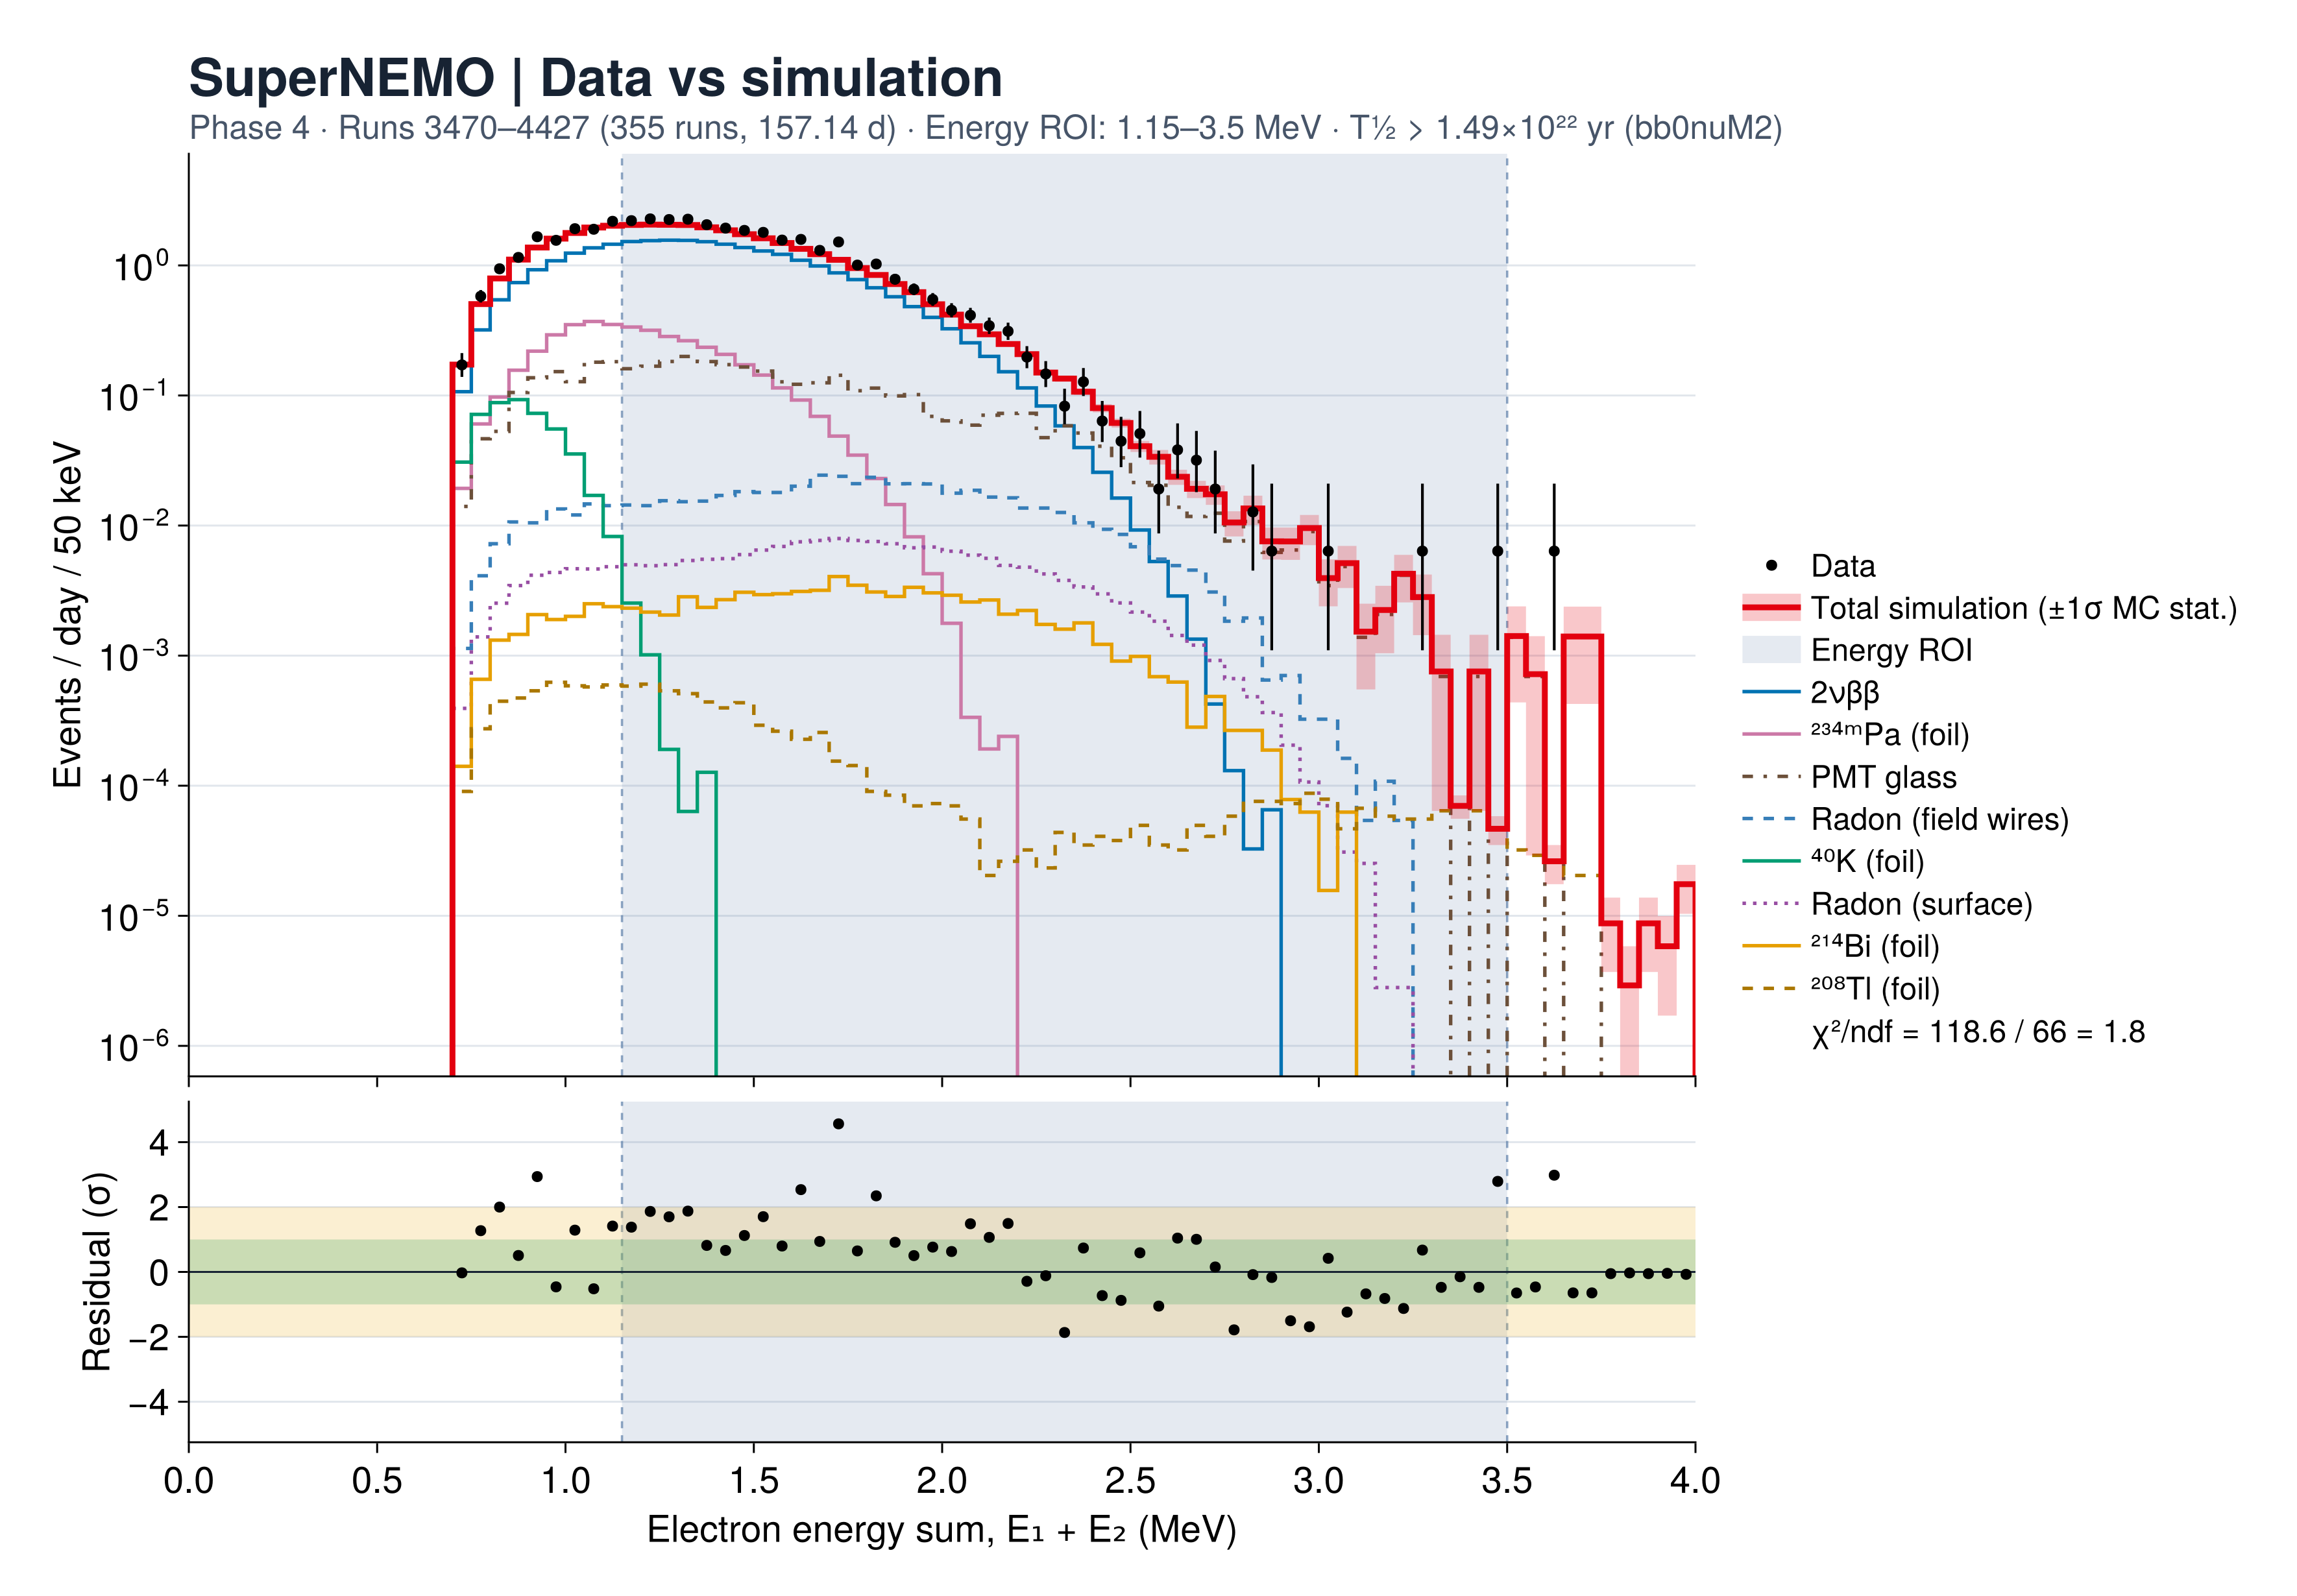 SuperNEMO | Data vs simulation
Phase 4 · Runs 3470–4427 (355 runs, 157.14 d) · Energy ROI: 1.15–3.5 MeV · T½ > 1.49×10²² yr (bb0nuM2)
Events / day / 50 keV
10⁰
10⁻¹
10⁻²
10⁻³
10⁻⁴
10⁻⁵
10⁻⁶
Data
Total simulation (±1σ MC stat.)
Energy ROI
2νββ
²³⁴ᵐPa (foil)
PMT glass
Radon (field wires)
⁴⁰K (foil)
Radon (surface)
²¹⁴Bi (foil)
²⁰⁸Tl (foil)
χ²/ndf = 118.6 / 66 = 1.8
Residual (σ)
4
2
0
−2
−4
0.0 0.5 1.0 1.5 2.0 2.5 3.0 3.5 4.0
Electron energy sum, E₁ + E₂ (MeV)